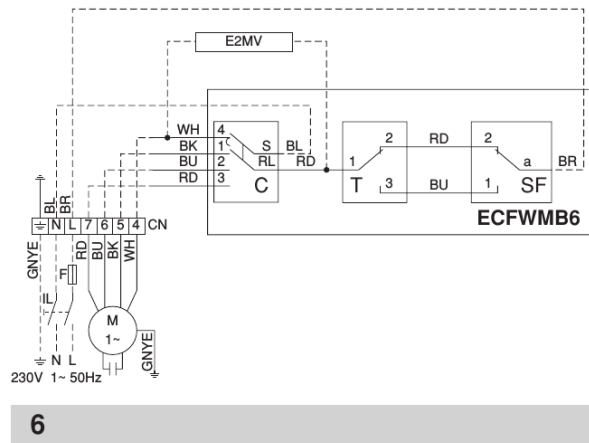 E2MV
WH 4
BK 1 S BL
BU 2 RL RD
RD 3
C
2 RD 2
1 a BR
T 3 BU 1 SF
ECFWMB6
BL BR
N L 7 6 5 4 CN
GNYE RD BU BK WH
F
IL
M
1~
GNYE
N L
230V 1~ 50Hz
6